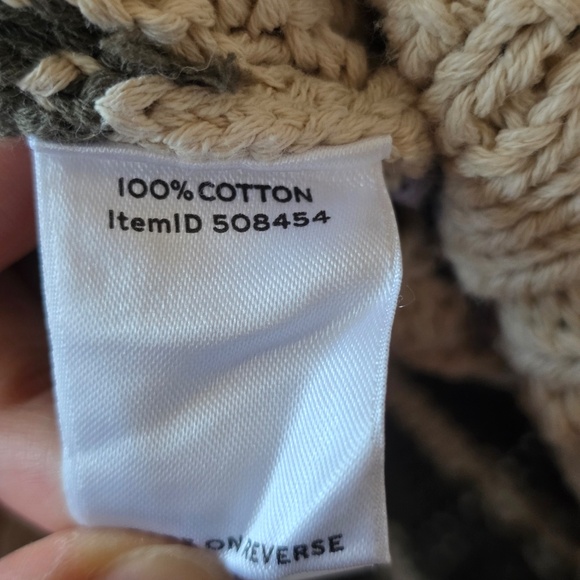 100% COTTON
ItemID 508454
ON REVERSE